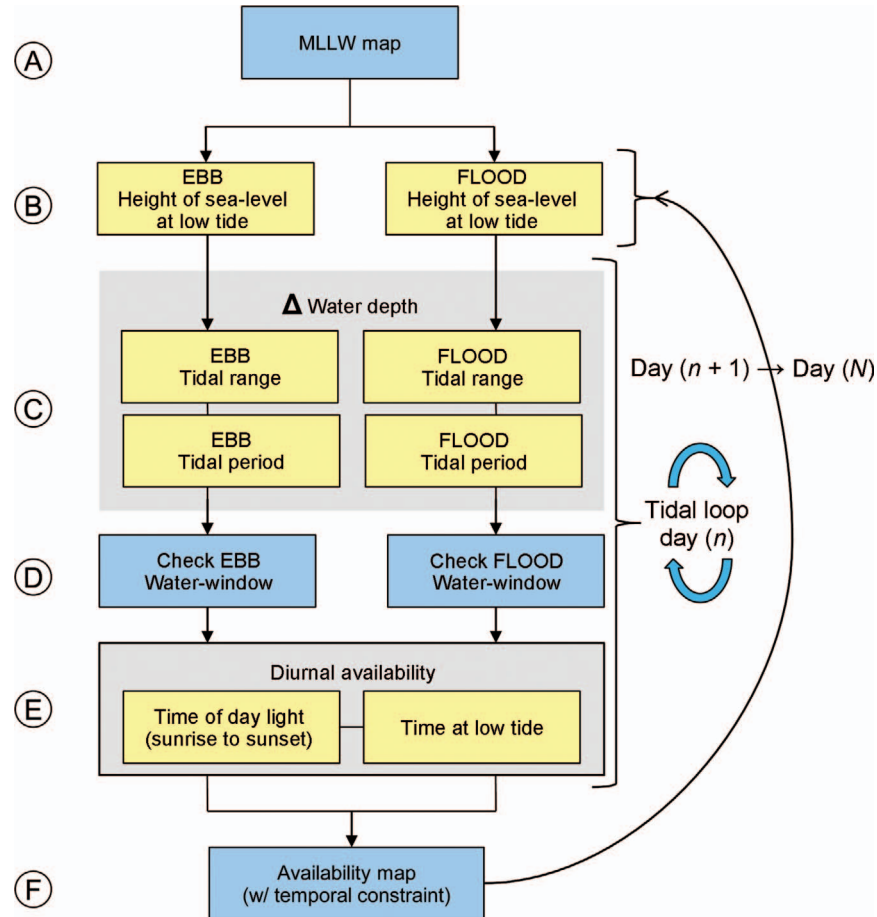 A
MLLW map
B
EBB
Height of sea-level
at low tide
FLOOD
Height of sea-level
at low tide
Δ Water depth
C
EBB
Tidal range
FLOOD
Tidal range
EBB
Tidal period
FLOOD
Tidal period
Day (n + 1) → Day (N)
Tidal loop
day (n)
D
Check EBB
Water-window
Check FLOOD
Water-window
Diurnal availability
E
Time of day light
(sunrise to sunset)
Time at low tide
F
Availability map
(w/ temporal constraint)